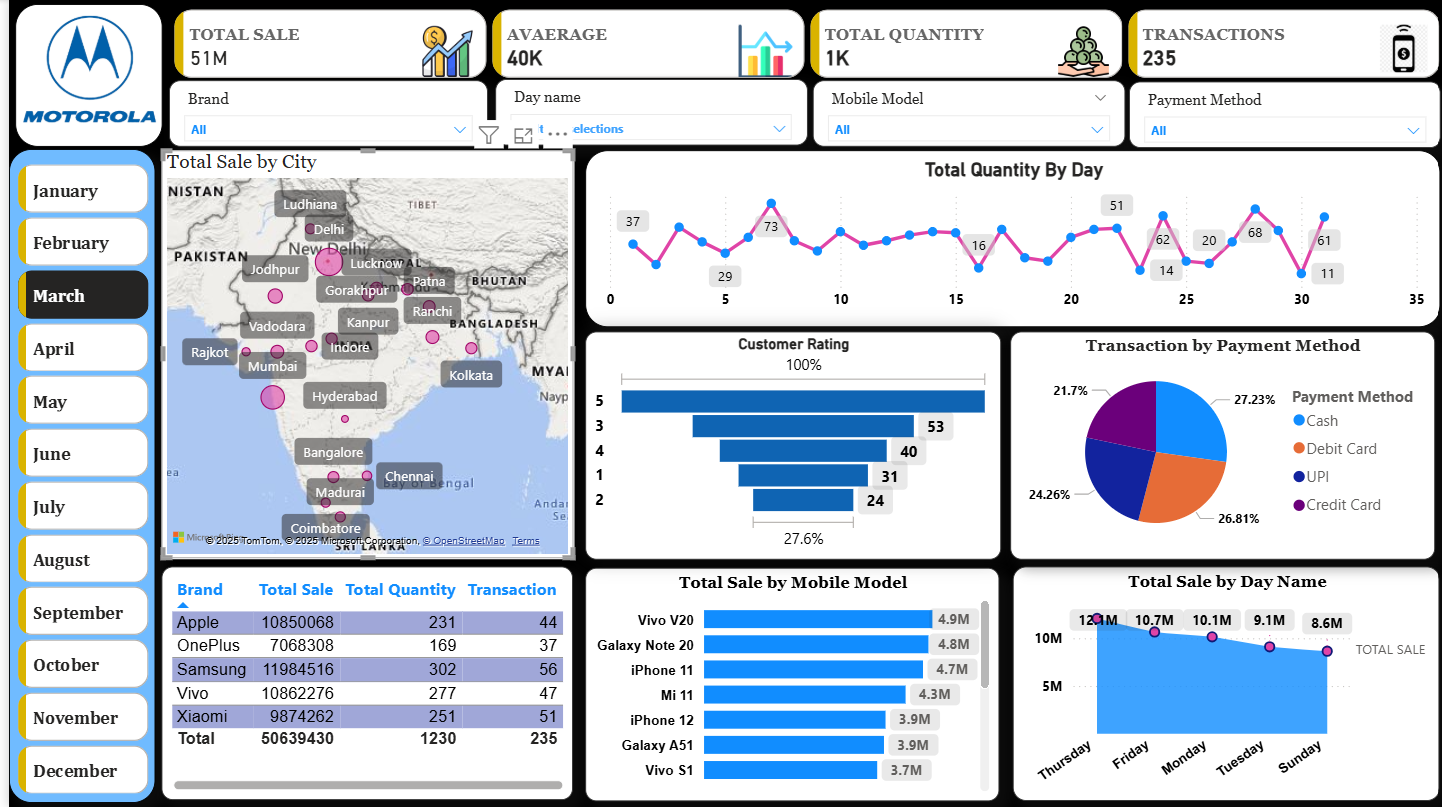 MOTOROLA
TOTAL SALE
51M
AVAERAGE
40K
TOTAL QUANTITY
1K
TRANSACTIONS
235
Brand
All
Day name
elections
Mobile Model
All
Payment Method
All
January
February
March
April
May
June
July
August
September
October
November
December
Total Sale by City
NISTAN
TIBET
Ludhiana
Delhi
New Delhi
PAKISTAN
Jodhpur
Lucknow
Patna
BHUTAN
Gorakhpur
Ranchi
Kanpur
BANGLADESH
Vadodara
Rajkot
Indore
Mumbai
Kolkata
MYAN
Hyderabad
Nayp
Bangalore
Chennai
Bay of Bengal
Madurai
Coimbatore
ea
Andar
Se
SRI LANKA
© 2025 TomTom, © 2025 Microsoft Corporation, © OpenStreetMap Terms
Total Quantity By Day
37 73 29 16 51 62 14 20 68 11 61
0 5 10 15 20 25 30 35
Customer Rating
100%
5
3 53
4 40
1 31
2 24
27.6%
Transaction by Payment Method
21.7%
27.23%
24.26%
26.81%
Payment Method
Cash
Debit Card
UPI
Credit Card
Brand Total Sale Total Quantity Transaction
Apple 10850068 231 44
OnePlus 7068308 169 37
Samsung 11984516 302 56
Vivo 10862276 277 47
Xiaomi 9874262 251 51
Total 50639430 1230 235
Total Sale by Mobile Model
Vivo V20 4.9M
Galaxy Note 20 4.8M
iPhone 11 4.7M
Mi 11 4.3M
iPhone 12 3.9M
Galaxy A51 3.9M
Vivo S1 3.7M
Total Sale by Day Name
12.1M 10.7M 10.1M 9.1M 8.6M
10M
5M
TOTAL SALE
Thursday Friday Monday Tuesday Sunday